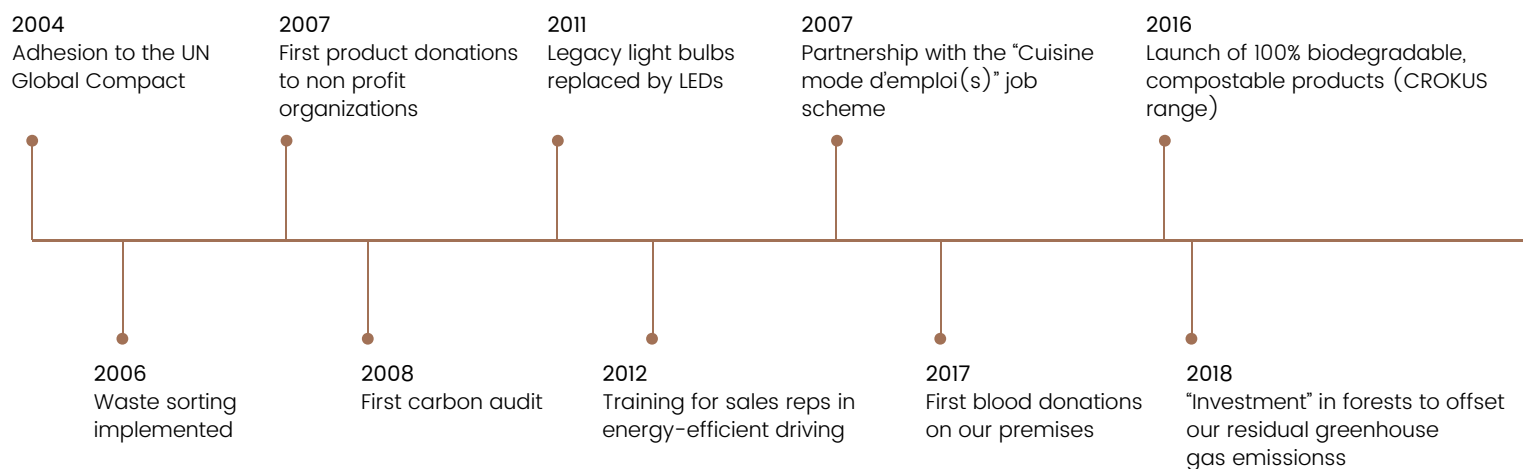 2004
Adhesion to the UN
Global Compact
2007
First product donations
to non profit
organizations
2011
Legacy light bulbs
replaced by LEDs
2007
Partnership with the “Cuisine
mode d’emploi(s)” job
scheme
2016
Launch of 100% biodegradable,
compostable products (CROKUS
range)
2006
Waste sorting
implemented
2008
First carbon audit
2012
Training for sales reps in
energy-efficient driving
2017
First blood donations
on our premises
2018
“Investment” in forests to offset
our residual greenhouse
gas emissionss